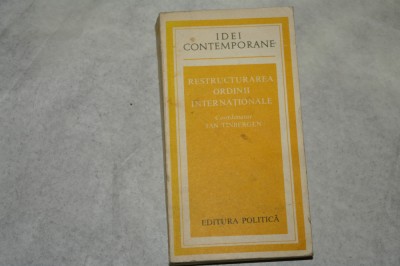 IDEI
CONTEMPORANE
RESTRUCTURAREA
ORDINII
INTERNAȚIONALE
Coordonator
JAN TINBERGEN
EDITURA POLITICĂ